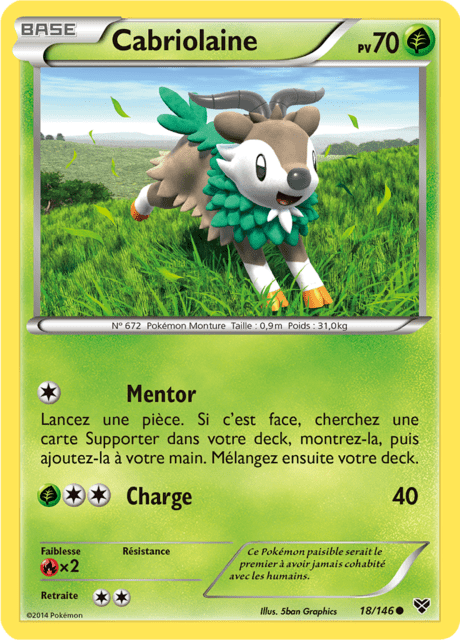 BASE Cabriolaine PV70
N° 672 Pokémon Monture Taille : 0,9m Poids : 31,0kg
Mentor
Lancez une pièce. Si c'est face, cherchez une
carte Supporter dans votre deck, montrez-la, puis
ajoutez-la à votre main. Mélangez ensuite votre deck.
Charge 40
Faiblesse Résistance
×2
Retraite
Ce Pokémon paisible serait le
premier à avoir jamais cohabité
avec les humains.
©2014 Pokémon Illus. 5ban Graphics 18/146